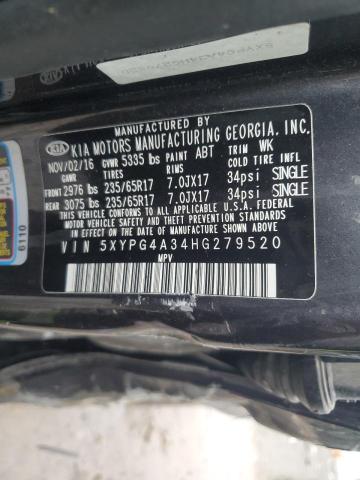 MANUFACTURED BY
KIA KIA MOTORS MANUFACTURING GEORGIA, INC.
NOV/02/16 GVWR 5335 lbs PAINT ABT TRIM WK
GAWR TIRES RIMS COLD TIRE INFL
FRONT 2976 lbs 235/65R17 7.0JX17 34psi SINGLE
REAR 3075 lbs 235/65R17 7.0JX17 34psi SINGLE
THIS VEHICLE CONFORMS TO ALL APPLICABLE U.S.A. FEDERAL MOTOR
VEHICLE SAFETY BUMPER, AND THEFT PREVENTION STANDARDS
IN EFFECT ON THE DATE OF MANUFACTURE SHOWN ABOVE.
VIN 5XYPG4A34HG279520
MPV
6110